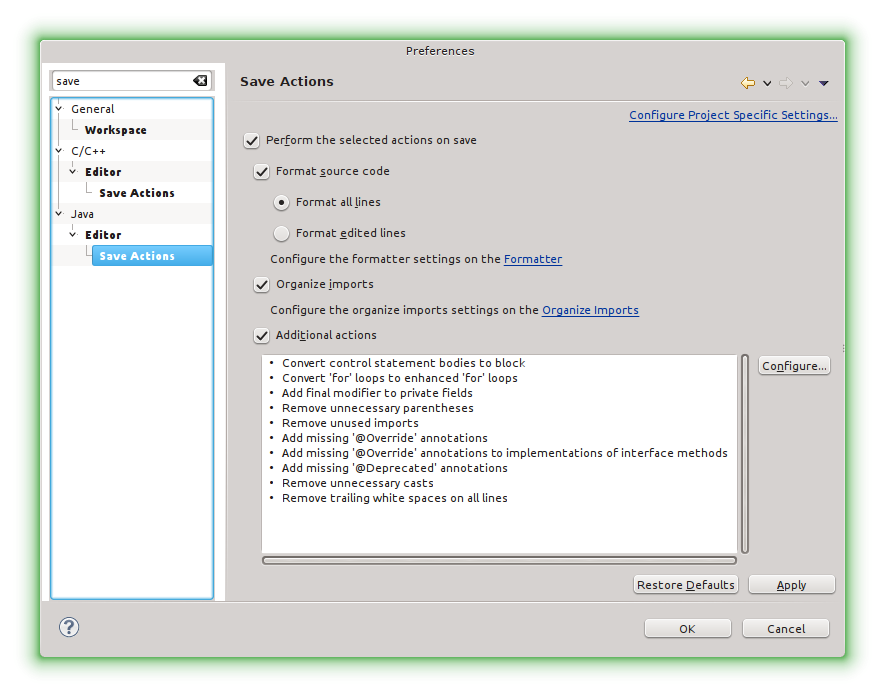 Preferences
save
General
Workspace
C/C++
Editor
Save Actions
Java
Editor
Save Actions
Save Actions
Configure Project Specific Settings...
Perform the selected actions on save
Format source code
Format all lines
Format edited lines
Configure the formatter settings on the Formatter
Organize imports
Configure the organize imports settings on the Organize Imports
Additional actions
• Convert control statement bodies to block
• Convert 'for' loops to enhanced 'for' loops
• Add final modifier to private fields
• Remove unnecessary parentheses
• Remove unused imports
• Add missing '@Override' annotations
• Add missing '@Override' annotations to implementations of interface methods
• Add missing '@Deprecated' annotations
• Remove unnecessary casts
• Remove trailing white spaces on all lines
Configure...
Restore Defaults
Apply
?
OK
Cancel